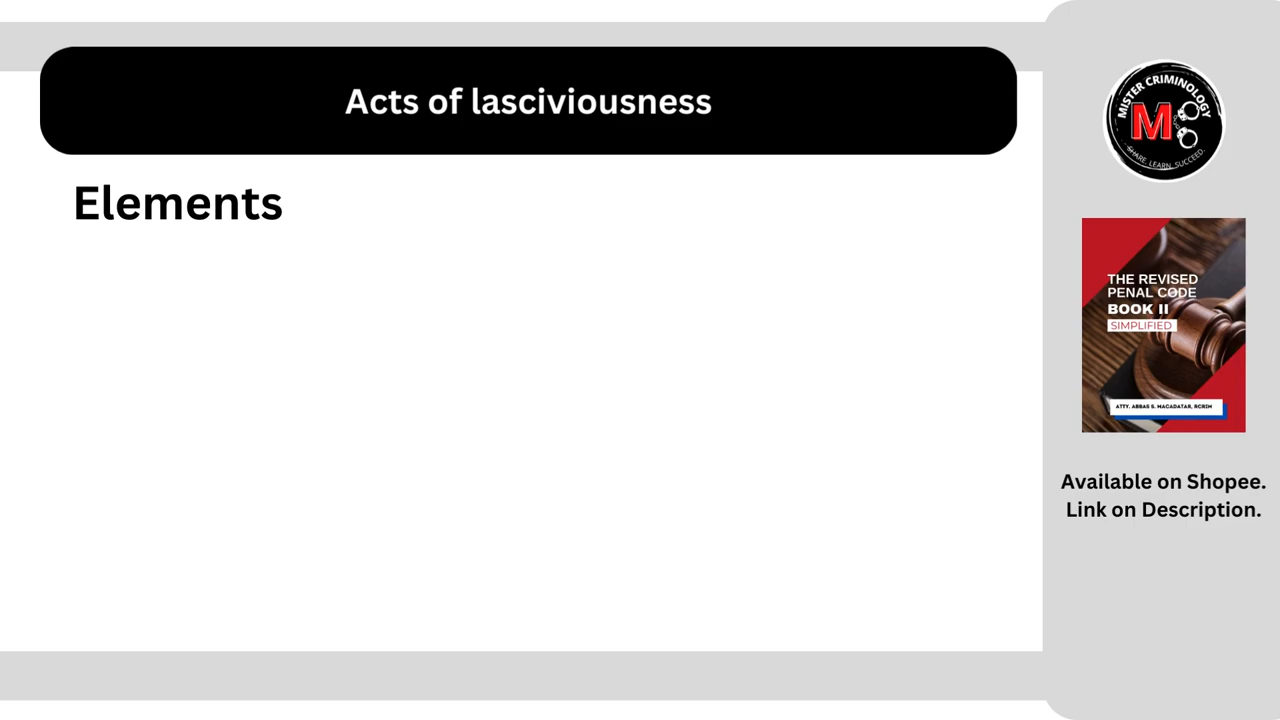 Acts of lasciviousness
Elements
MISTER CRIMINOLOGY
M
SHARE. LEARN. SUCCEED.
THE REVISED
PENAL CODE
BOOK II
SIMPLIFIED
ATTY. ABBAS S. MACADATAR, RCRIM
Available on Shopee.
Link on Description.